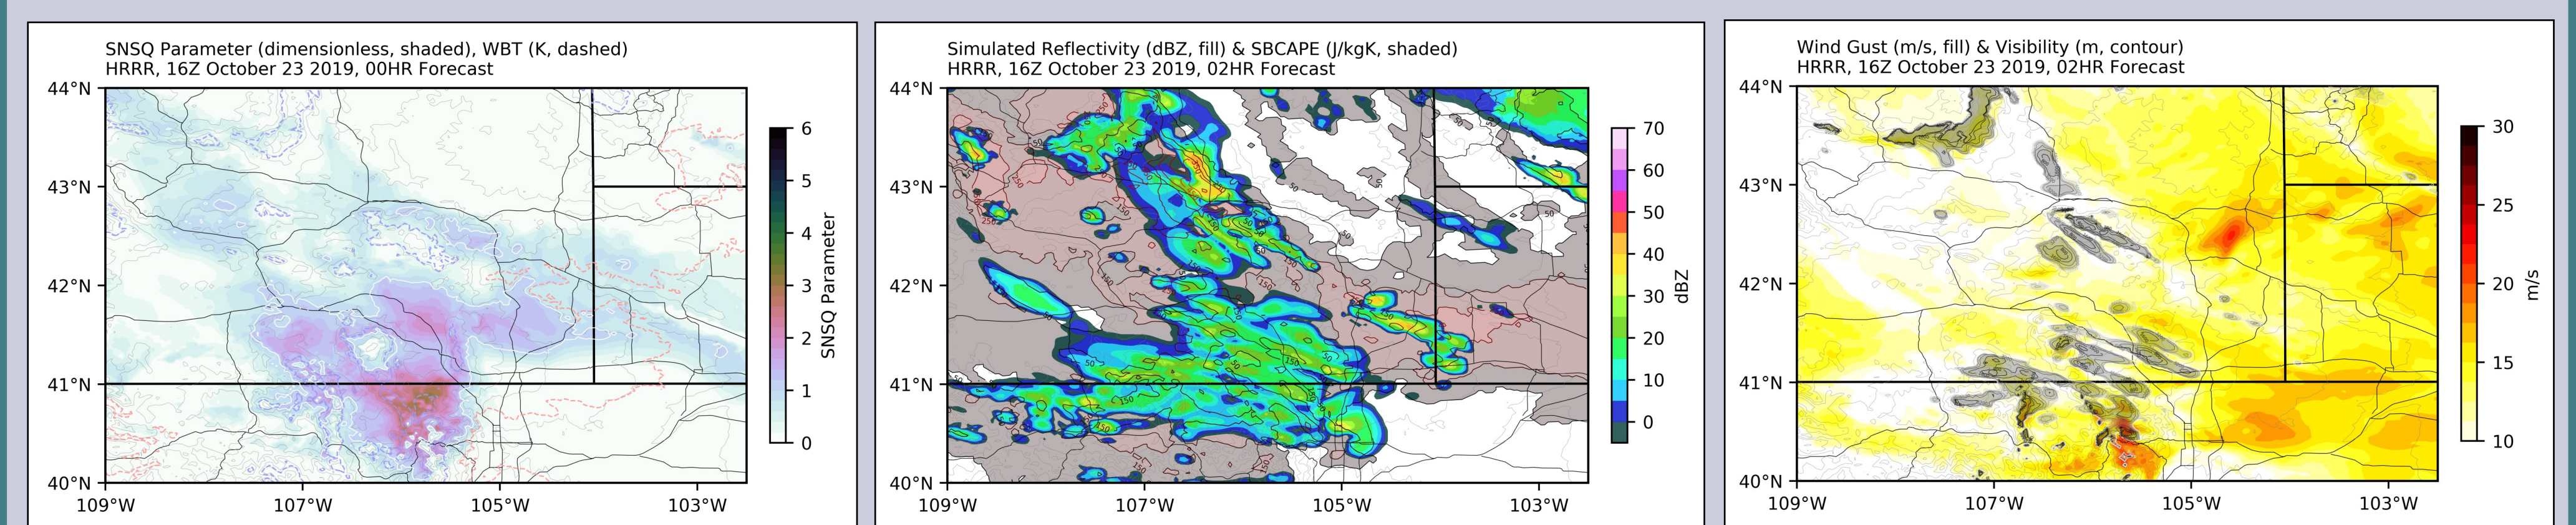 SNSQ Parameter (dimensionless, shaded), WBT (K, dashed)
HRRR, 16Z October 23 2019, 00HR Forecast
44°N
43°N
42°N
41°N
40°N
109°W 107°W 105°W 103°W
6
5
4
3
2
1
0
SNSQ Parameter
Simulated Reflectivity (dBZ, fill) & SBCAPE (J/kgK, shaded)
HRRR, 16Z October 23 2019, 02HR Forecast
44°N
43°N
42°N
41°N
40°N
109°W 107°W 105°W 103°W
70
60
50
40
30
20
10
0
dBZ
Wind Gust (m/s, fill) & Visibility (m, contour)
HRRR, 16Z October 23 2019, 02HR Forecast
44°N
43°N
42°N
41°N
40°N
109°W 107°W 105°W 103°W
30
25
20
15
10
m/s